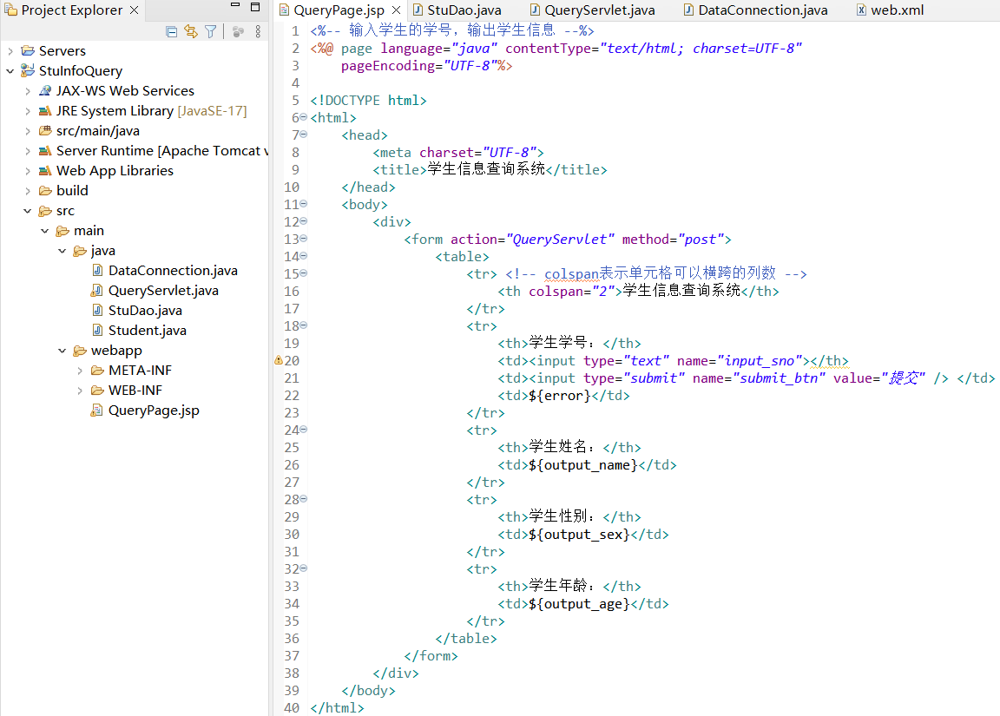 Project Explorer
Servers
StuInfoQuery
JAX-WS Web Services
JRE System Library [JavaSE-17]
src/main/java
Server Runtime [Apache Tomcat v
Web App Libraries
build
src
main
java
DataConnection.java
QueryServlet.java
StuDao.java
Student.java
webapp
META-INF
WEB-INF
QueryPage.jsp
QueryPage.jsp StuDao.java QueryServlet.java DataConnection.java web.xml
1 <%-- 输入学生的学号，输出学生信息 --%>
2 <%@ page language="java" contentType="text/html; charset=UTF-8"
3 pageEncoding="UTF-8"%>
4
5 <!DOCTYPE html>
6 <html>
7 <head>
8 <meta charset="UTF-8">
9 <title>学生信息查询系统</title>
10 </head>
11 <body>
12 <div>
13 <form action="QueryServlet" method="post">
14 <table>
15 <tr> <!-- colspan表示单元格可以横跨的列数 -->
16 <th colspan="2">学生信息查询系统</th>
17 </tr>
18 <tr>
19 <th>学生学号：</th>
20 <td><input type="text" name="input_sno"></th>
21 <td><input type="submit" name="submit_btn" value="提交" /> </td>
22 <td>${error}</td>
23 </tr>
24 <tr>
25 <th>学生姓名：</th>
26 <td>${output_name}</td>
27 </tr>
28 <tr>
29 <th>学生性别：</th>
30 <td>${output_sex}</td>
31 </tr>
32 <tr>
33 <th>学生年龄：</th>
34 <td>${output_age}</td>
35 </tr>
36 </table>
37 </form>
38 </div>
39 </body>
40 </html>